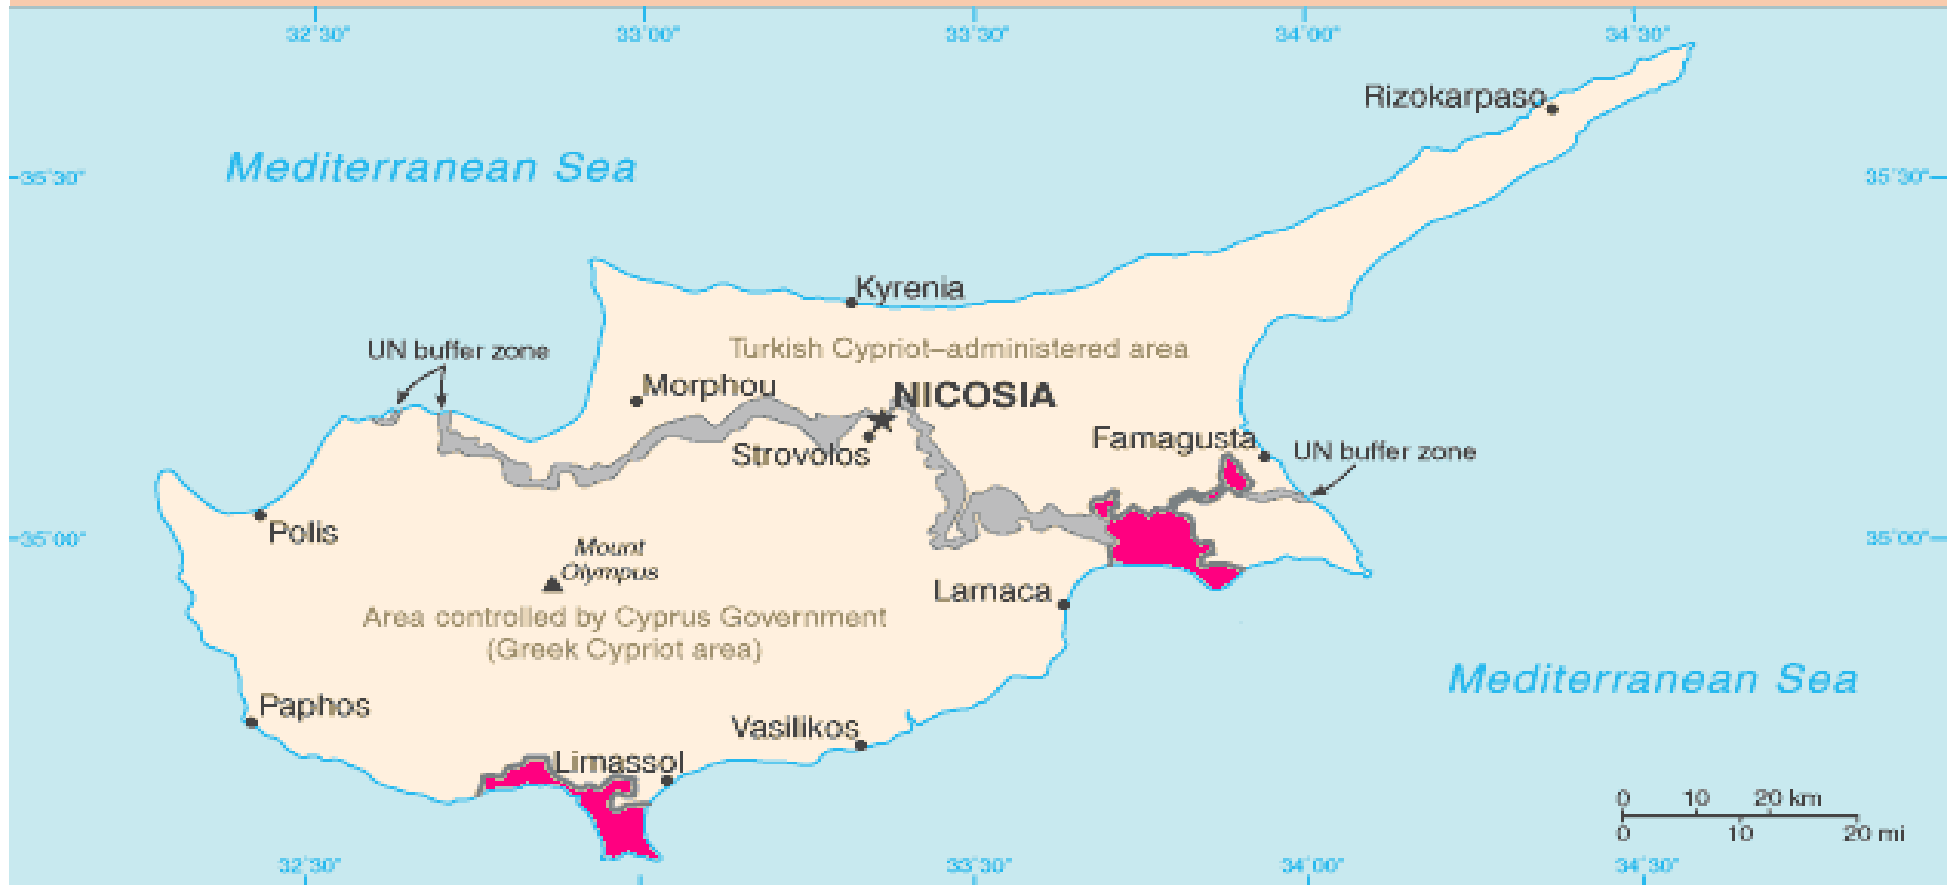 32°30" 33°00" 33°30" 34°00" 34°30"
Rizokarpaso
Mediterranean Sea
35°30" 35°30"
Kyrenia
Turkish Cypriot–administered area
UN buffer zone
Morphou
NICOSIA
Famagusta
Strovolos
UN buffer zone
Polis
35°00" 35°00"
Mount
Olympus
Larnaca
Area controlled by Cyprus Government
(Greek Cypriot area)
Mediterranean Sea
Paphos
Vasilikos
Limassol
0 10 20 km
0 10 20 mi
32°30" 33°30" 34°00" 34°30"